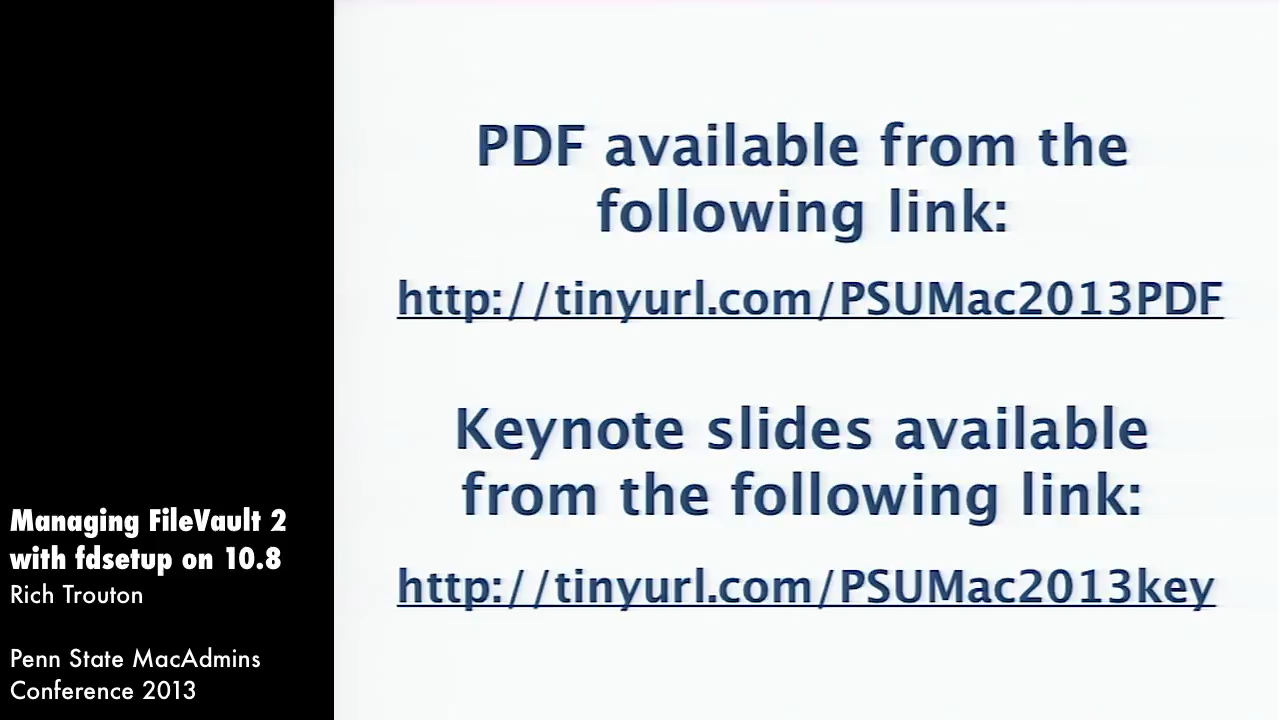 PDF available from the
following link:
http://tinyurl.com/PSUMac2013PDF
Keynote slides available
from the following link:
http://tinyurl.com/PSUMac2013key
Managing FileVault 2
with fdsetup on 10.8
Rich Trouton
Penn State MacAdmins
Conference 2013